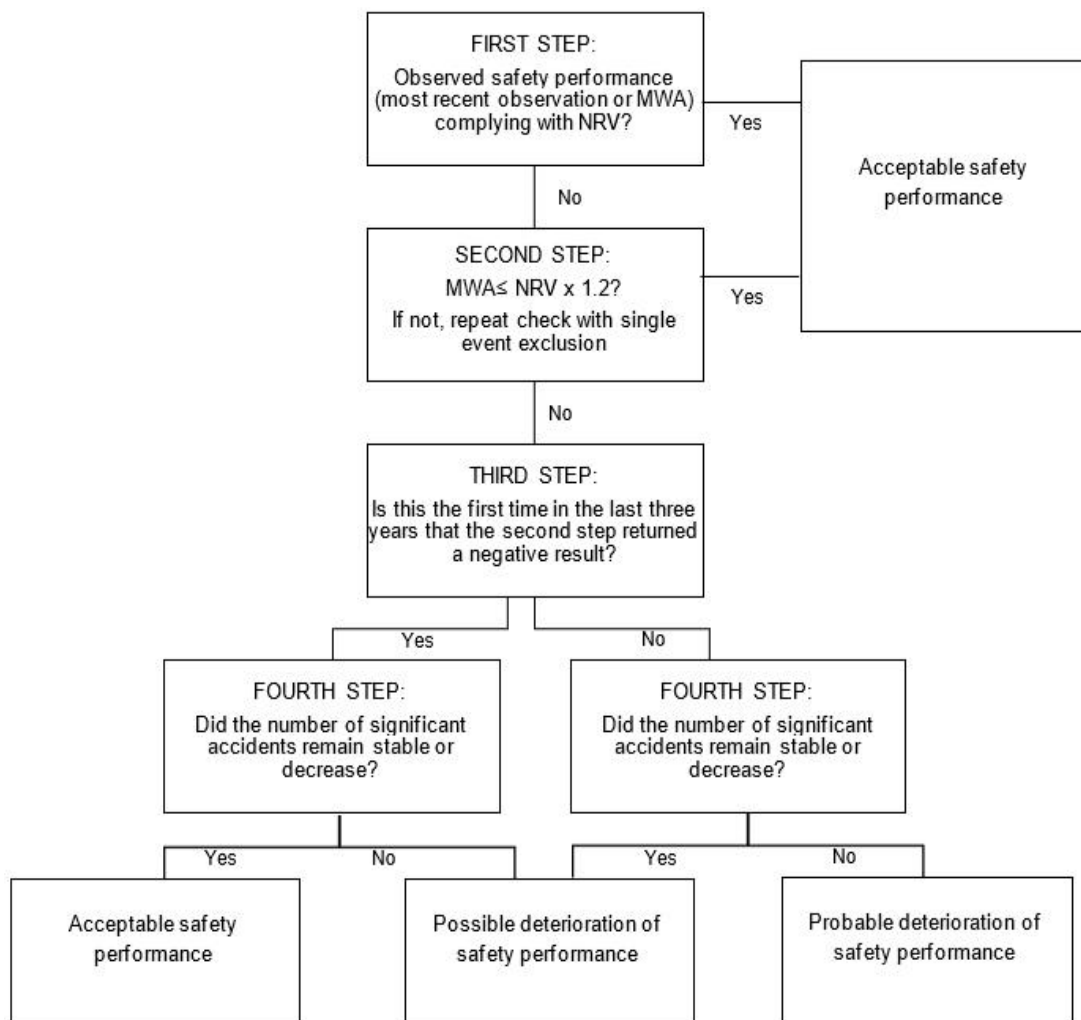 FIRST STEP:
Observed safety performance
(most recent observation or MWA)
complying with NRV?
Yes
Acceptable safety
performance
No
SECOND STEP:
MWA≤ NRV x 1.2?
If not, repeat check with single
event exclusion
Yes
No
THIRD STEP:
Is this the first time in the last three
years that the second step returned
a negative result?
Yes
No
FOURTH STEP:
Did the number of significant
accidents remain stable or
decrease?
FOURTH STEP:
Did the number of significant
accidents remain stable or
decrease?
Yes
No
Yes
No
Acceptable safety
performance
Possible deterioration of
safety performance
Probable deterioration of
safety performance